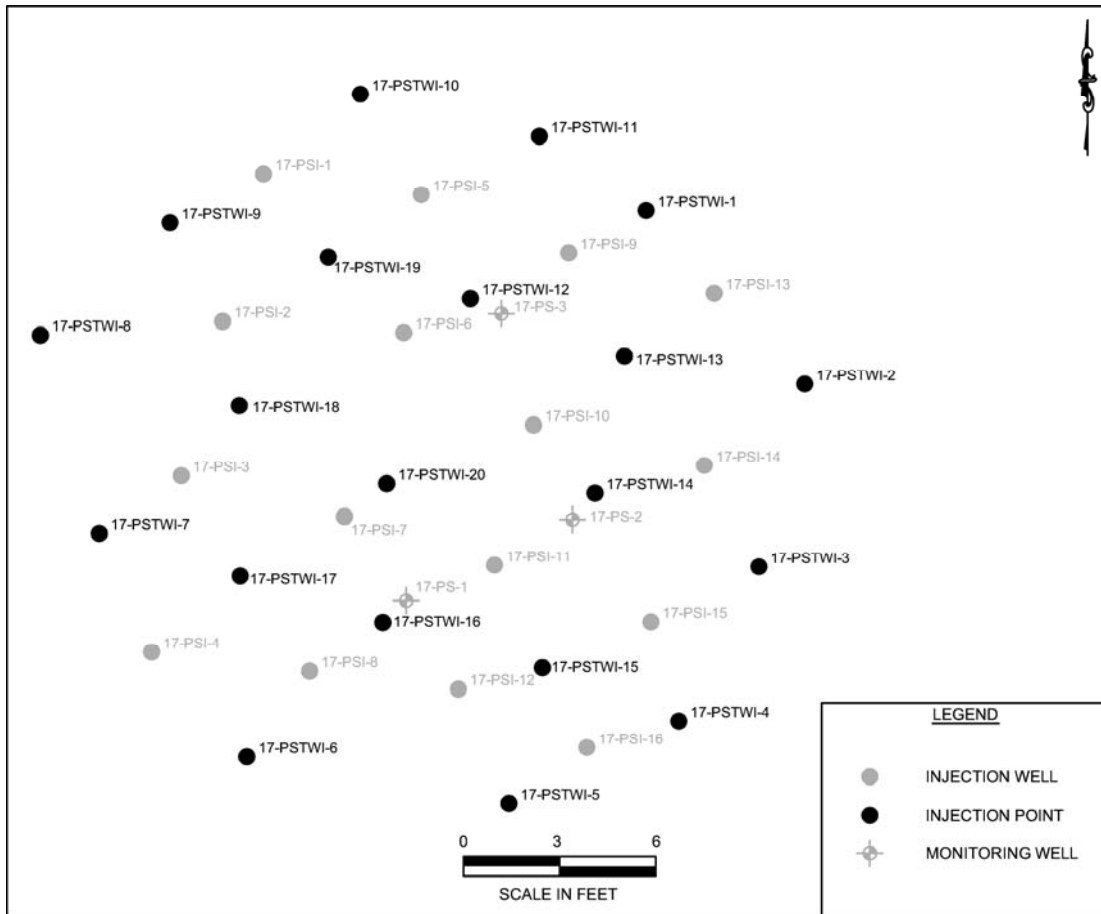 17-PSTWI-10
17-PSTWI-11
17-PSI-1
17-PSI-5
17-PSTWI-1
17-PSTWI-9
17-PSI-9
17-PSTWI-19
17-PSI-13
17-PSTWI-12
17-PS-3
17-PSI-2
17-PSTWI-8
17-PSI-6
17-PSTWI-13
17-PSTWI-2
17-PSTWI-18
17-PSI-10
17-PSI-14
17-PSI-3
17-PSTWI-20
17-PSTWI-14
17-PS-2
17-PSTWI-7
17-PSI-7
17-PSI-11
17-PSTWI-3
17-PSTWI-17
17-PS-1
17-PSI-15
17-PSTWI-16
17-PSI-4
17-PSI-8
17-PSTWI-15
17-PSI-12
17-PSTWI-4
17-PSI-16
17-PSTWI-6
17-PSTWI-5
0 3 6
SCALE IN FEET
LEGEND
INJECTION WELL
INJECTION POINT
MONITORING WELL